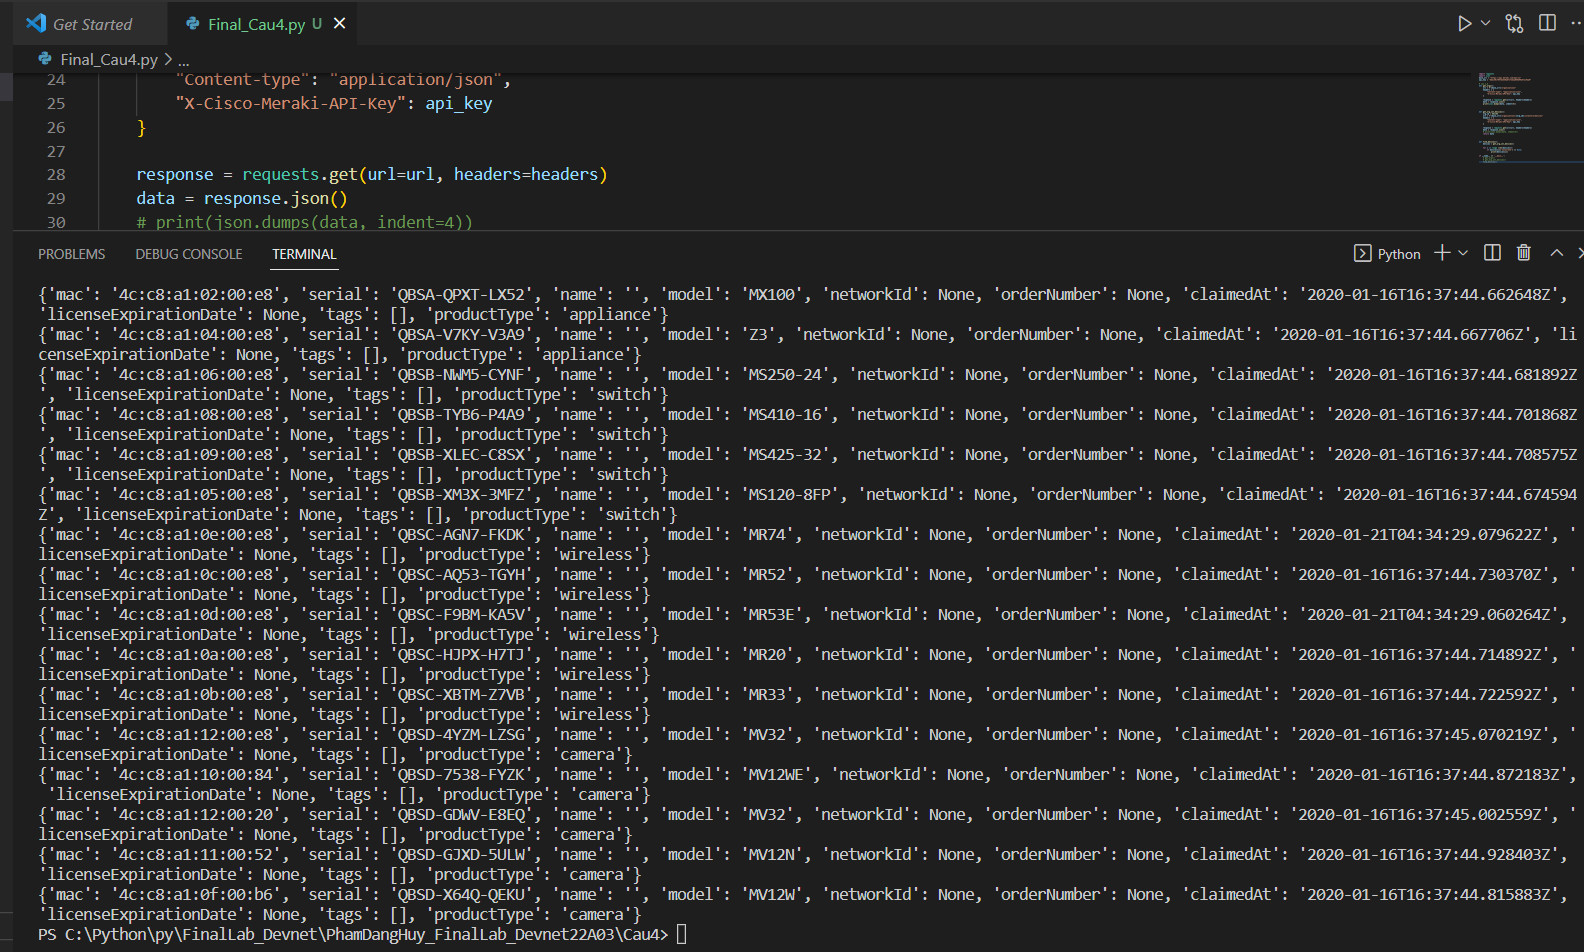 Get Started
Final_Cau4.py U
Final_Cau4.py > ...
24 "Content-type": "application/json",
25 "X-Cisco-Meraki-API-Key": api_key
26 }
27
28 response = requests.get(url=url, headers=headers)
29 data = response.json()
30 # print(json.dumps(data, indent=4))
PROBLEMS DEBUG CONSOLE TERMINAL Python
{'mac': '4c:c8:a1:02:00:e8', 'serial': 'QBSA-QPXT-LX52', 'name': '', 'model': 'MX100', 'networkId': None, 'orderNumber': None, 'claimedAt': '2020-01-16T16:37:44.662648Z',
'licenseExpirationDate': None, 'tags': [], 'productType': 'appliance'}
{'mac': '4c:c8:a1:04:00:e8', 'serial': 'QBSA-V7KY-V3A9', 'name': '', 'model': 'Z3', 'networkId': None, 'orderNumber': None, 'claimedAt': '2020-01-16T16:37:44.667706Z', 'li
censeExpirationDate': None, 'tags': [], 'productType': 'appliance'}
{'mac': '4c:c8:a1:06:00:e8', 'serial': 'QBSB-NWM5-CYNF', 'name': '', 'model': 'MS250-24', 'networkId': None, 'orderNumber': None, 'claimedAt': '2020-01-16T16:37:44.681892Z
', 'licenseExpirationDate': None, 'tags': [], 'productType': 'switch'}
{'mac': '4c:c8:a1:08:00:e8', 'serial': 'QBSB-TYB6-P4A9', 'name': '', 'model': 'MS410-16', 'networkId': None, 'orderNumber': None, 'claimedAt': '2020-01-16T16:37:44.701868Z
', 'licenseExpirationDate': None, 'tags': [], 'productType': 'switch'}
{'mac': '4c:c8:a1:09:00:e8', 'serial': 'QBSB-XLEC-C8SX', 'name': '', 'model': 'MS425-32', 'networkId': None, 'orderNumber': None, 'claimedAt': '2020-01-16T16:37:44.708575Z
', 'licenseExpirationDate': None, 'tags': [], 'productType': 'switch'}
{'mac': '4c:c8:a1:05:00:e8', 'serial': 'QBSB-XM3X-3MFZ', 'name': '', 'model': 'MS120-8FP', 'networkId': None, 'orderNumber': None, 'claimedAt': '2020-01-16T16:37:44.674594
Z', 'licenseExpirationDate': None, 'tags': [], 'productType': 'switch'}
{'mac': '4c:c8:a1:0e:00:e8', 'serial': 'QBSC-AGN7-FKDK', 'name': '', 'model': 'MR74', 'networkId': None, 'orderNumber': None, 'claimedAt': '2020-01-21T04:34:29.079622Z', '
licenseExpirationDate': None, 'tags': [], 'productType': 'wireless'}
{'mac': '4c:c8:a1:0c:00:e8', 'serial': 'QBSC-AQ53-TGYH', 'name': '', 'model': 'MR52', 'networkId': None, 'orderNumber': None, 'claimedAt': '2020-01-16T16:37:44.730370Z', '
licenseExpirationDate': None, 'tags': [], 'productType': 'wireless'}
{'mac': '4c:c8:a1:0d:00:e8', 'serial': 'QBSC-F9BM-KA5V', 'name': '', 'model': 'MR53E', 'networkId': None, 'orderNumber': None, 'claimedAt': '2020-01-21T04:34:29.060264Z',
'licenseExpirationDate': None, 'tags': [], 'productType': 'wireless'}
{'mac': '4c:c8:a1:0a:00:e8', 'serial': 'QBSC-HJPX-H7TJ', 'name': '', 'model': 'MR20', 'networkId': None, 'orderNumber': None, 'claimedAt': '2020-01-16T16:37:44.714892Z', '
licenseExpirationDate': None, 'tags': [], 'productType': 'wireless'}
{'mac': '4c:c8:a1:0b:00:e8', 'serial': 'QBSC-XBTM-Z7VB', 'name': '', 'model': 'MR33', 'networkId': None, 'orderNumber': None, 'claimedAt': '2020-01-16T16:37:44.722592Z', '
licenseExpirationDate': None, 'tags': [], 'productType': 'wireless'}
{'mac': '4c:c8:a1:12:00:e8', 'serial': 'QBSD-4YZM-LZSG', 'name': '', 'model': 'MV32', 'networkId': None, 'orderNumber': None, 'claimedAt': '2020-01-16T16:37:45.070219Z', '
licenseExpirationDate': None, 'tags': [], 'productType': 'camera'}
{'mac': '4c:c8:a1:10:00:84', 'serial': 'QBSD-7538-FYZK', 'name': '', 'model': 'MV12WE', 'networkId': None, 'orderNumber': None, 'claimedAt': '2020-01-16T16:37:44.872183Z',
'licenseExpirationDate': None, 'tags': [], 'productType': 'camera'}
{'mac': '4c:c8:a1:12:00:20', 'serial': 'QBSD-GDWV-E8EQ', 'name': '', 'model': 'MV32', 'networkId': None, 'orderNumber': None, 'claimedAt': '2020-01-16T16:37:45.002559Z', '
licenseExpirationDate': None, 'tags': [], 'productType': 'camera'}
{'mac': '4c:c8:a1:11:00:52', 'serial': 'QBSD-GJXD-5ULW', 'name': '', 'model': 'MV12N', 'networkId': None, 'orderNumber': None, 'claimedAt': '2020-01-16T16:37:44.928403Z',
'licenseExpirationDate': None, 'tags': [], 'productType': 'camera'}
{'mac': '4c:c8:a1:0f:00:b6', 'serial': 'QBSD-X64Q-QEKU', 'name': '', 'model': 'MV12W', 'networkId': None, 'orderNumber': None, 'claimedAt': '2020-01-16T16:37:44.815883Z',
'licenseExpirationDate': None, 'tags': [], 'productType': 'camera'}
PS C:\Python\py\FinalLab_Devnet\PhamDangHuy_FinalLab_Devnet22A03\Cau4>